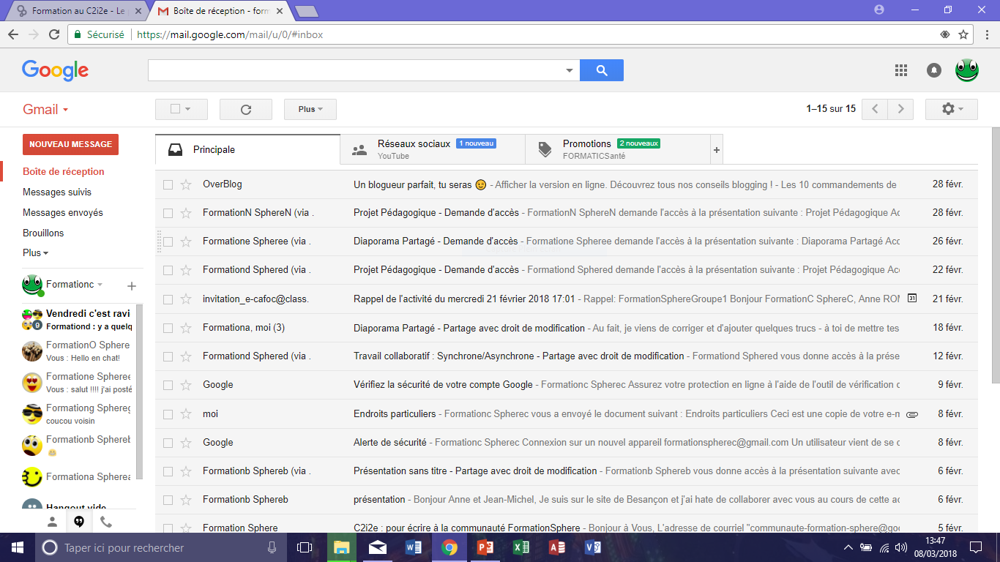 Formation au C2i2e - Le
Boîte de réception - form
Sécurisé
https://mail.google.com/mail/u/0/#inbox
Google
Gmail
Plus
1–15 sur 15
NOUVEAU MESSAGE
Boîte de réception
Messages suivis
Messages envoyés
Brouillons
Plus
Formationc
Vendredi c'est ravi
9
Formationd : y a quelq
FormationO Sphere
Vous : Hello en chat!
Formatione Spheree
Vous : salut !!!! j'ai posté
Formationg Sphereg
coucou voisin
Formationb Sphereb
Formationa Spherea
Hangout vide
Principale
Réseaux sociaux 1 nouveau
YouTube
Promotions 2 nouveaux
FORMATICSanté
+
OverBlog Un blogueur parfait, tu seras 😉 - Afficher la version en ligne. Découvrez tous nos conseils blogging ! - Les 10 commandements de 28 févr.
FormationN SphereN (via . Projet Pédagogique - Demande d'accès - FormationN SphereN demande l'accès à la présentation suivante : Projet Pédagogique Ac 28 févr.
Formatione Spheree (via . Diaporama Partagé - Demande d'accès - Formatione Spheree demande l'accès à la présentation suivante : Diaporama Partagé Acc 26 févr.
Capture Plein écran
Formationd Sphered (via . Projet Pédagogique - Demande d'accès - Formationd Sphered demande l'accès à la présentation suivante : Projet Pédagogique Acc 22 févr.
invitation_e-cafoc@class. Rappel de l'activité du mercredi 21 février 2018 17:01 - Rappel: FormationSphereGroupe1 Bonjour FormationC SphereC, Anne ROM 31 21 févr.
Formationa, moi (3) Diaporama Partagé - Partage avec droit de modification - Au fait, je viens de corriger et d'ajouter quelques trucs - à toi de mettre tes 18 févr.
Formationd Sphered (via . Travail collaboratif : Synchrone/Asynchrone - Partage avec droit de modification - Formationd Sphered vous donne accès à la prése 12 févr.
Google Vérifiez la sécurité de votre compte Google - Formationc Spherec Assurez votre protection en ligne à l'aide de l'outil de vérification d 9 févr.
moi Endroits particuliers - Formationc Spherec vous a envoyé le document suivant : Endroits particuliers Ceci est une copie de votre e-m 8 févr.
Google Alerte de sécurité - Formationc Spherec Connexion sur un nouvel appareil formationspherec@gmail.com Un utilisateur vient de se c 8 févr.
Formationb Sphereb (via . Présentation sans titre - Partage avec droit de modification - Formationb Sphereb vous donne accès à la présentation suivante avec 6 févr.
Formationb Sphereb présentation - Bonjour Anne et Jean-Michel, Je suis sur le site de Besançon et j'ai hate de collaborer avec vous au cours de cette ac 6 févr.
Formation Sphere C2i2e : pour écrire à la communauté FormationSphere - Bonjour à Vous, L'adresse de courriel "communaute-formation-sphere@goo 5 févr.
Taper ici pour rechercher
13:47
08/03/2018